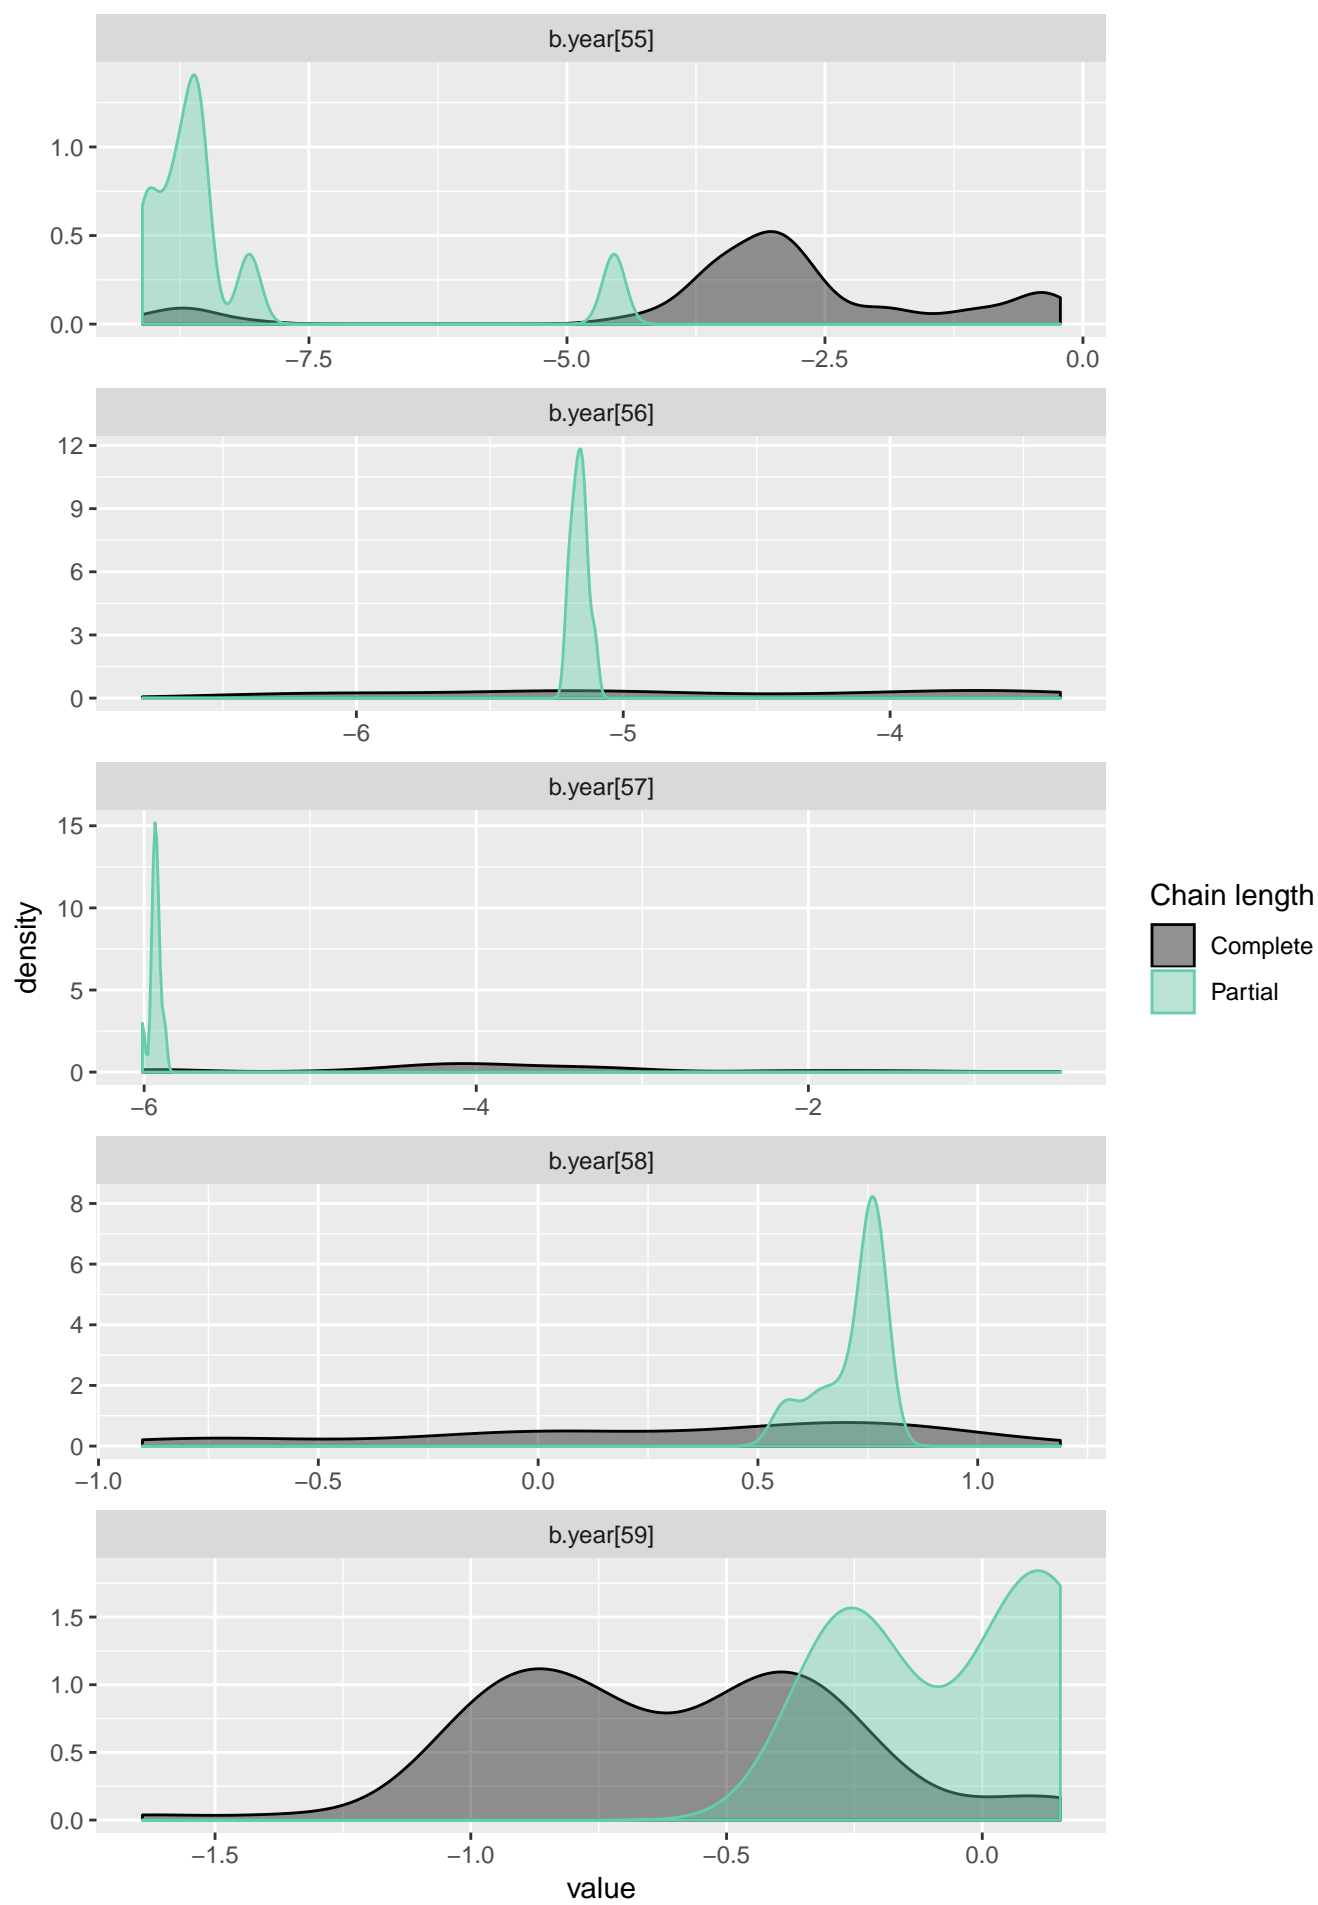 b.year[55]
1.0
0.5
0.0
−7.5 −5.0 −2.5 0.0
b.year[56]
12
9
6
3
0
−6 −5 −4
b.year[57]
15
10
5
0
−6 −4 −2
density
Chain length
Complete
Partial
b.year[58]
8
6
4
2
0
−1.0 −0.5 0.0 0.5 1.0
b.year[59]
1.5
1.0
0.5
0.0
−1.5 −1.0 −0.5 0.0
value